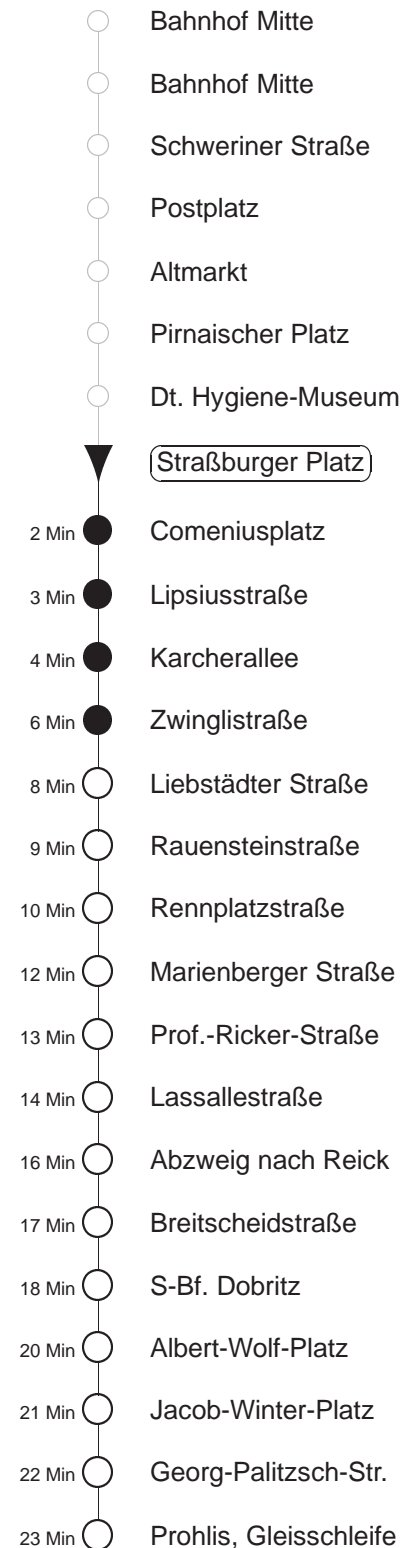 Bahnhof Mitte
Bahnhof Mitte
Schweriner Straße
Postplatz
Altmarkt
Pirnaischer Platz
Dt. Hygiene-Museum
Straßburger Platz
2 Min Comeniusplatz
3 Min Lipsiusstraße
4 Min Karcherallee
6 Min Zwinglistraße
8 Min Liebstädter Straße
9 Min Rauensteinstraße
10 Min Rennplatzstraße
12 Min Marienberger Straße
13 Min Prof.-Ricker-Straße
14 Min Lassallestraße
16 Min Abzweig nach Reick
17 Min Breitscheidstraße
18 Min S-Bf. Dobritz
20 Min Albert-Wolf-Platz
21 Min Jacob-Winter-Platz
22 Min Georg-Palitzsch-Str.
23 Min Prohlis, Gleisschleife